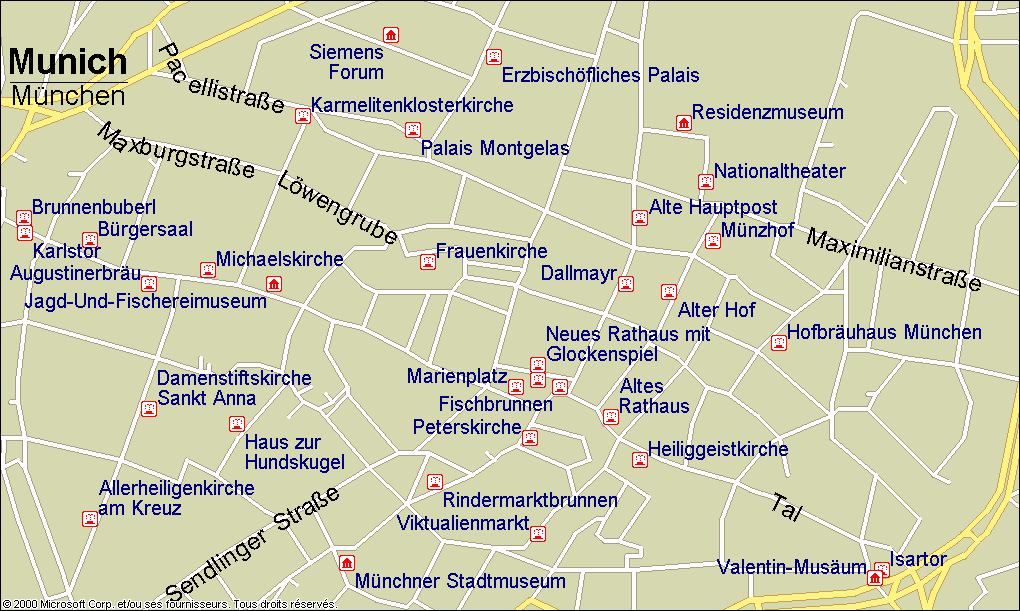 Munich
München
Siemens
Forum
Erzbischöfliches Palais
Pacellistraße
Karmelitenklosterkirche
Residenzmuseum
Palais Montgelas
Maxburgstraße
Löwengrube
Nationaltheater
Brunnenbuberl
Bürgersaal
Alte Hauptpost
Münzhof
Maximilianstraße
Karlstor
Michaelskirche
Frauenkirche
Augustinerbräu
Dallmayr
Jagd-Und-Fischereimuseum
Alter Hof
Neues Rathaus mit
Glockenspiel
Hofbräuhaus München
Damenstiftskirche
Sankt Anna
Marienplatz
Altes
Rathaus
Fischbrunnen
Peterskirche
Haus zur
Hundskugel
Heiliggeistkirche
Allerheiligenkirche
am Kreuz
Sendlinger Straße
Rindermarktbrunnen
Tal
Viktualienmarkt
Münchner Stadtmuseum
Valentin-Musäum
Isartor
© 2000 Microsoft Corp. et/ou ses fournisseurs. Tous droits réservés.